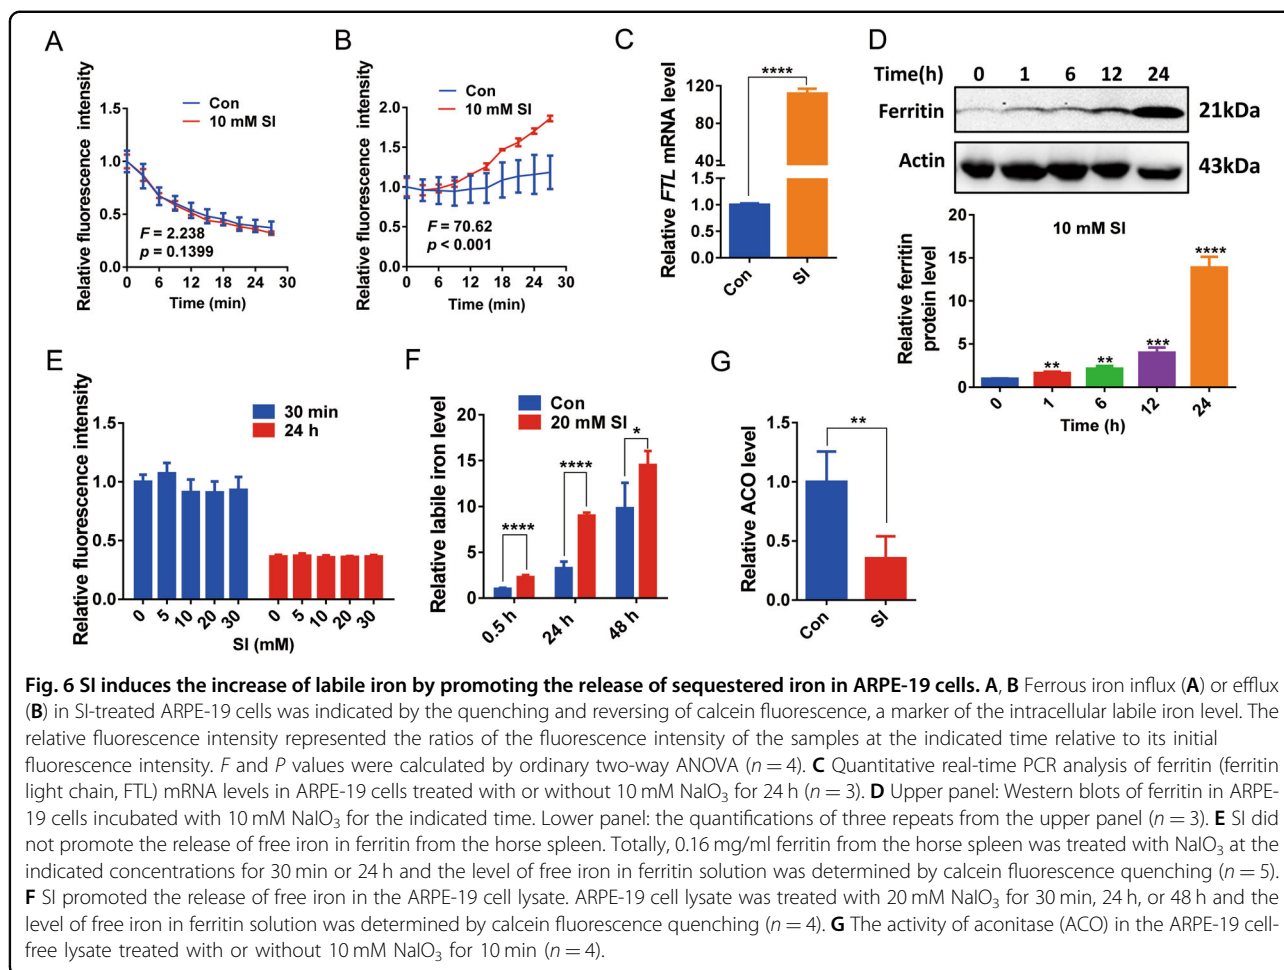 A
Relative fluorescence intensity
Con
10 mM SI
1.5
1.0
0.5
0.0
F = 2.238
p = 0.1399
0 6 12 18 24 30
Time (min)
B
Relative fluorescence intensity
Con
10 mM SI
2.0
1.5
1.0
0.5
0.0
F = 70.62
p < 0.001
0 6 12 18 24 30
Time (min)
C
Relative FTL mRNA level
****
120
100
80
60
40
20
1.5
1.0
0.5
0.0
Con SI
D
Time(h) 0 1 6 12 24
Ferritin 21kDa
Actin 43kDa
10 mM SI
Relative ferritin
protein level
20
15
10
5
0
** ** *** ****
0 1 6 12 24
Time (h)
E
Relative fluorescence intensity
30 min
24 h
1.5
1.0
0.5
0.0
0 5 10 20 30 0 5 10 20 30
SI (mM)
F
Relative labile iron level
Con
20 mM SI
20
15
10
5
0
**** **** *
0.5 h 24 h 48 h
G
Relative ACO level
**
1.5
1.0
0.5
0.0
Con SI
Fig. 6 SI induces the increase of labile iron by promoting the release of sequestered iron in ARPE-19 cells. A, B Ferrous iron influx (A) or efflux
(B) in SI-treated ARPE-19 cells was indicated by the quenching and reversing of calcein fluorescence, a marker of the intracellular labile iron level. The
relative fluorescence intensity represented the ratios of the fluorescence intensity of the samples at the indicated time relative to its initial
fluorescence intensity. F and P values were calculated by ordinary two-way ANOVA (n = 4). C Quantitative real-time PCR analysis of ferritin (ferritin
light chain, FTL) mRNA levels in ARPE-19 cells treated with or without 10 mM NaIO₃ for 24 h (n = 3). D Upper panel: Western blots of ferritin in ARPE-
19 cells incubated with 10 mM NaIO₃ for the indicated time. Lower panel: the quantifications of three repeats from the upper panel (n = 3). E SI did
not promote the release of free iron in ferritin from the horse spleen. Totally, 0.16 mg/ml ferritin from the horse spleen was treated with NaIO₃ at the
indicated concentrations for 30 min or 24 h and the level of free iron in ferritin solution was determined by calcein fluorescence quenching (n = 5).
F SI promoted the release of free iron in the ARPE-19 cell lysate. ARPE-19 cell lysate was treated with 20 mM NaIO₃ for 30 min, 24 h, or 48 h and the
level of free iron in ferritin solution was determined by calcein fluorescence quenching (n = 4). G The activity of aconitase (ACO) in the ARPE-19 cell-
free lysate treated with or without 10 mM NaIO₃ for 10 min (n = 4).